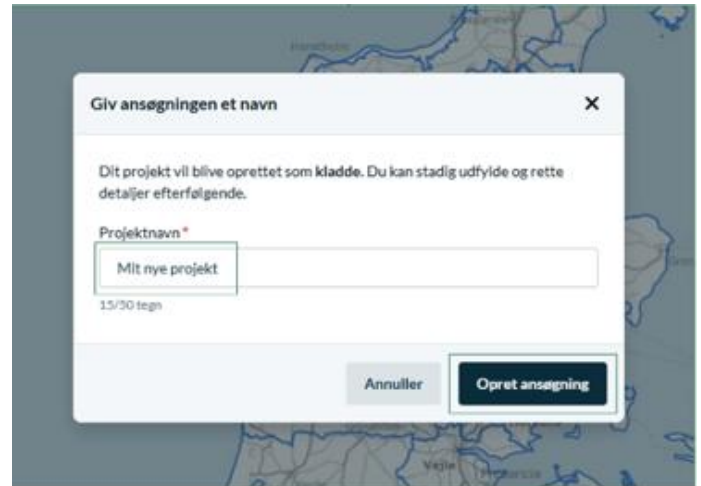 Giv ansøgningen et navn
Dit projekt vil blive oprettet som kladde. Du kan stadig udfylde og rette
detaljer efterfølgende.
Projektnavn*
Mit nye projekt
15/50 tegn
Annuller
Opret ansøgning
Vejle